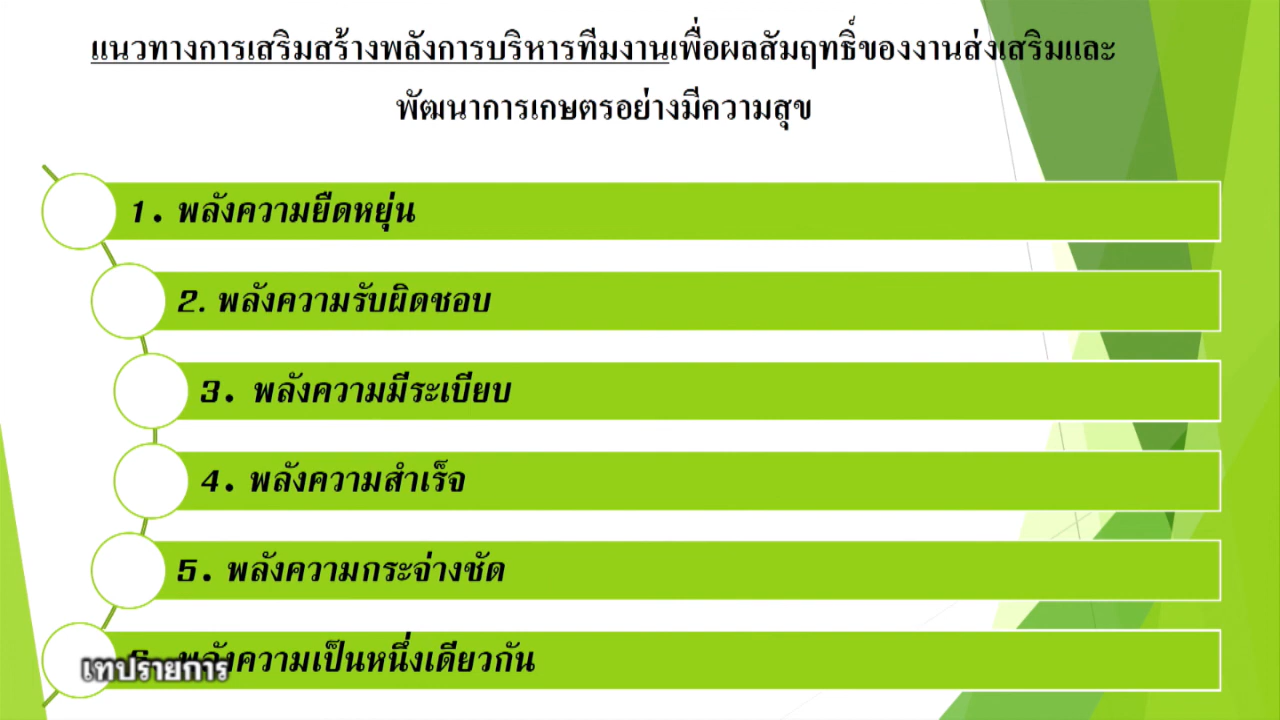 แนวทางการเสริมสร้างพลังการบริหารทีมงานเพื่อผลสัมฤทธิ์ของงานส่งเสริมและ
พัฒนาการเกษตรอย่างมีความสุข
1. พลังความยืดหยุ่น
2. พลังความรับผิดชอบ
3. พลังความมีระเบียบ
4. พลังความสำเร็จ
5. พลังความกระจ่างชัด
6. พลังความเป็นหนึ่งเดียวกัน
เทปรายการ